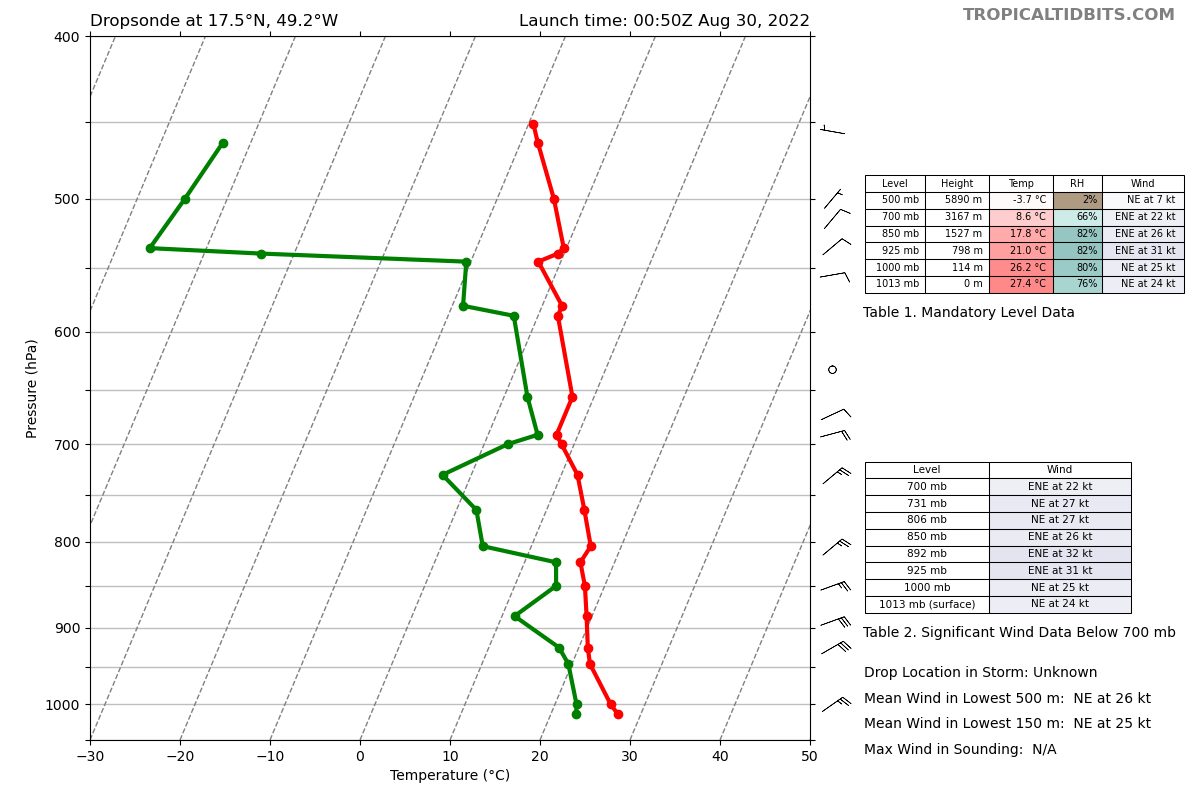 Dropsonde at 17.5°N, 49.2°W
Launch time: 00:50Z Aug 30, 2022
TROPICALTIDBITS.COM
400
500
600
700
800
900
1000
Pressure (hPa)
−30 −20 −10 0 10 20 30 40 50
Temperature (°C)
Level Height Temp RH Wind
500 mb 5890 m -3.7 °C 2% NE at 7 kt
700 mb 3167 m 8.6 °C 66% ENE at 22 kt
850 mb 1527 m 17.8 °C 82% ENE at 26 kt
925 mb 798 m 21.0 °C 82% ENE at 31 kt
1000 mb 114 m 26.2 °C 80% NE at 25 kt
1013 mb 0 m 27.4 °C 76% NE at 24 kt
Table 1. Mandatory Level Data
Level Wind
700 mb ENE at 22 kt
731 mb NE at 27 kt
806 mb NE at 27 kt
850 mb ENE at 26 kt
892 mb ENE at 32 kt
925 mb ENE at 31 kt
1000 mb NE at 25 kt
1013 mb (surface) NE at 24 kt
Table 2. Significant Wind Data Below 700 mb
Drop Location in Storm: Unknown
Mean Wind in Lowest 500 m: NE at 26 kt
Mean Wind in Lowest 150 m: NE at 25 kt
Max Wind in Sounding: N/A